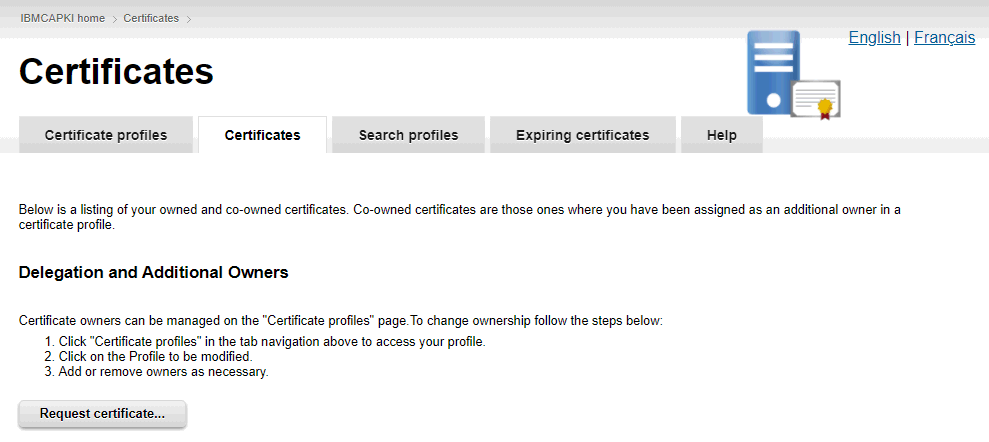 IBMCAPKI home > Certificates >
English | Français
Certificates
Certificate profiles Certificates Search profiles Expiring certificates Help
Below is a listing of your owned and co-owned certificates. Co-owned certificates are those ones where you have been assigned as an additional owner in a
certificate profile.
Delegation and Additional Owners
Certificate owners can be managed on the "Certificate profiles" page.To change ownership follow the steps below:
1. Click "Certificate profiles" in the tab navigation above to access your profile.
2. Click on the Profile to be modified.
3. Add or remove owners as necessary.
Request certificate...